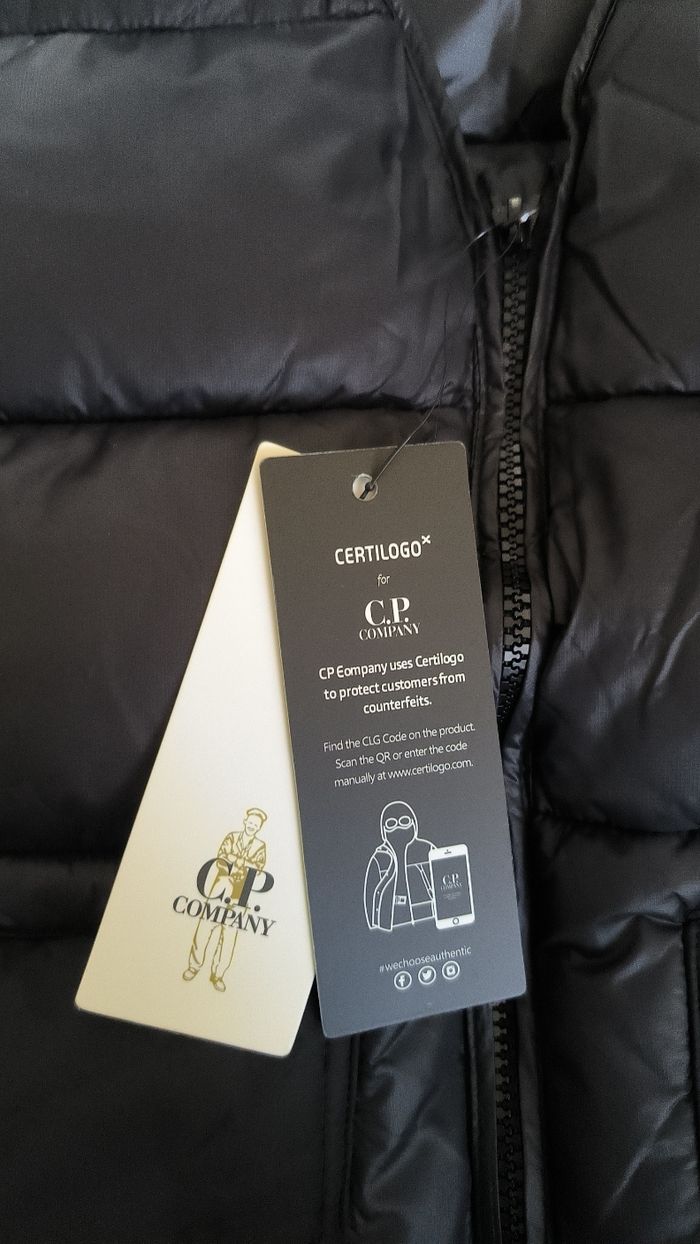 CERTILOGO×
for
C.P.
COMPANY
CP Eompany uses Certilogo
to protect customers from
counterfeits.
Find the CLG Code on the product.
Scan the QR or enter the code
manually at www.certilogo.com.
C.P.
#wechooseauthentic
C.P.
COMPANY